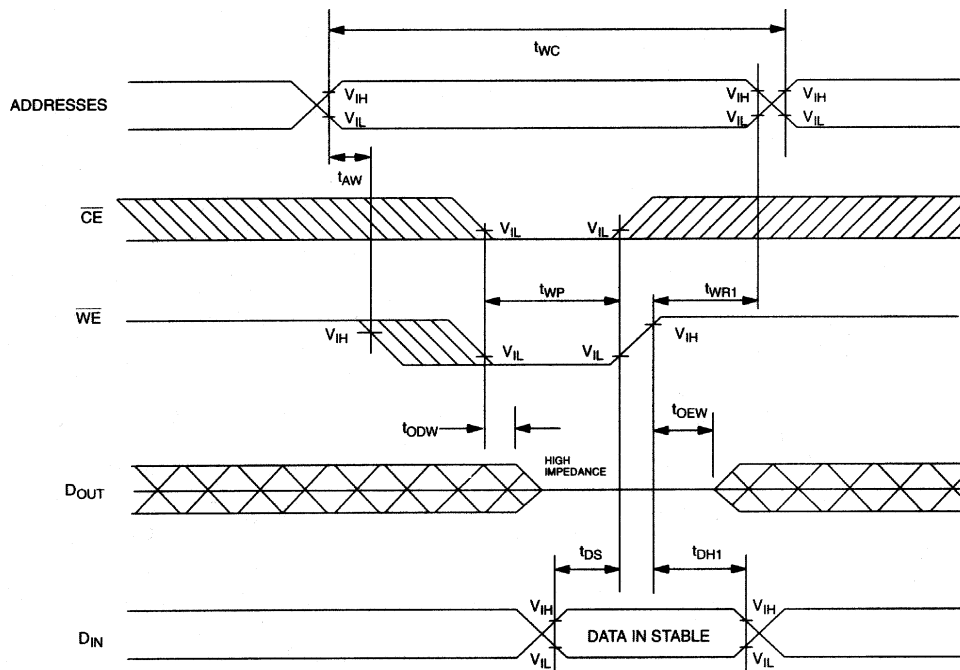 tWC
ADDRESSES
VIH VIH VIH
VIL VIL VIL
tAW
CE
VIL VIL
tWP tWR1
WE
VIH VIH
VIL VIL
tODW tOEW
HIGH
IMPEDANCE
DOUT
tDS tDH1
VIH VIH
DIN DATA IN STABLE
VIL VIL